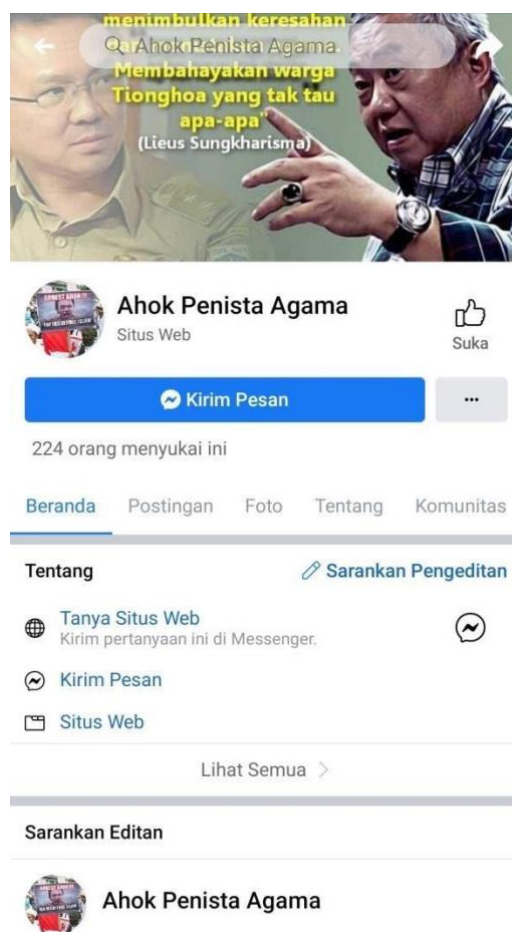 menimbulkan keresahan
Ahok Penista Agama
Membahayakan warga
Tionghoa yang tak tau
apa-apa"
(Lieus Sungkharisma)
Ahok Penista Agama
Situs Web
Suka
Kirim Pesan
224 orang menyukai ini
Beranda Postingan Foto Tentang Komunitas
Tentang
Sarankan Pengeditan
Tanya Situs Web
Kirim pertanyaan ini di Messenger.
Kirim Pesan
Situs Web
Lihat Semua
Sarankan Editan
Ahok Penista Agama